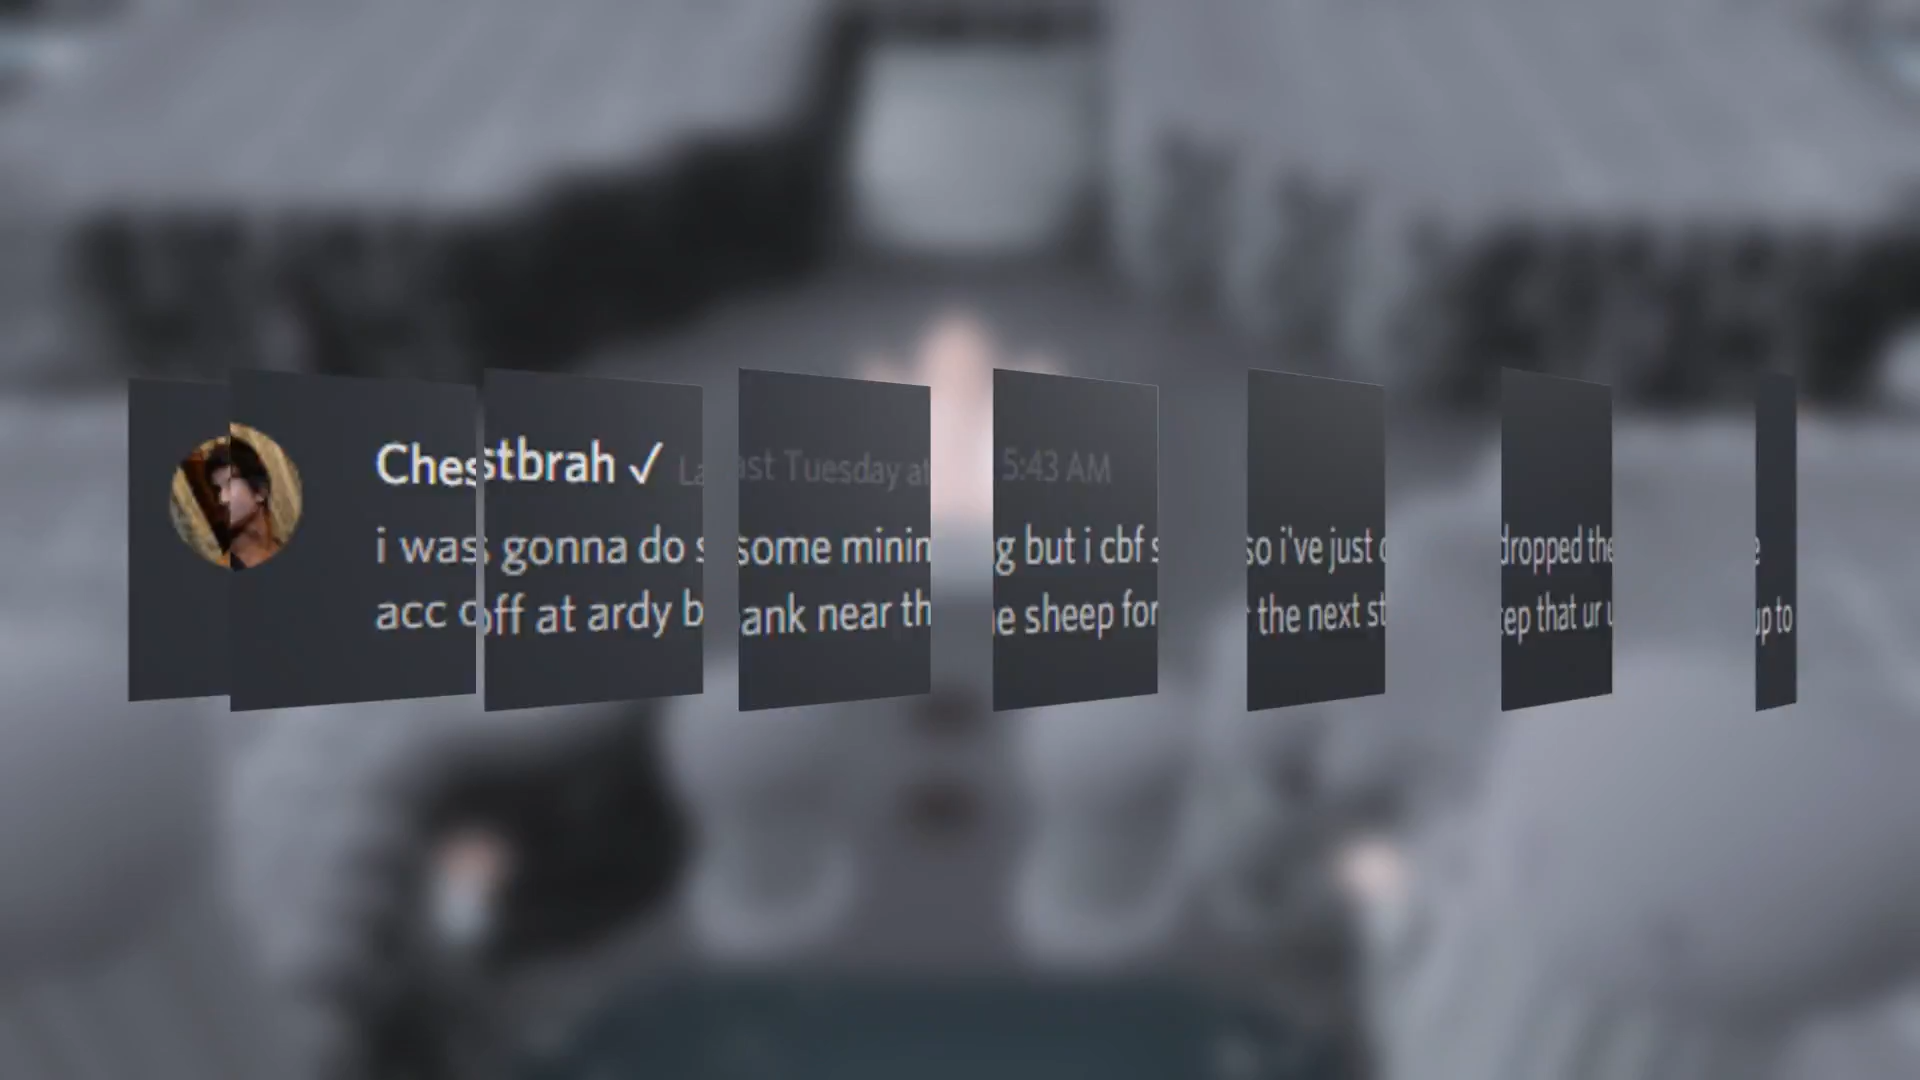 Chestbrah ✓ Last Tuesday at 5:43 AM
i was gonna do some mining but i cbf so i've just dropped the
acc off at ardy bank near the sheep for the next step that ur up to